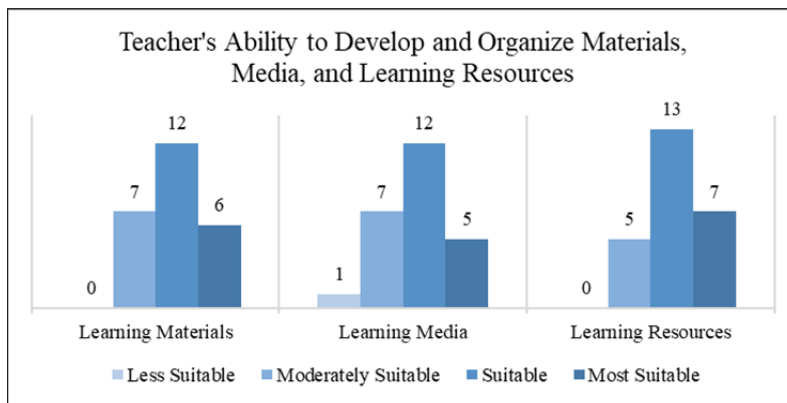 Teacher's Ability to Develop and Organize Materials,
Media, and Learning Resources
0 7 12 6
1 7 12 5
0 5 13 7
Learning Materials Learning Media Learning Resources
Less Suitable Moderately Suitable Suitable Most Suitable